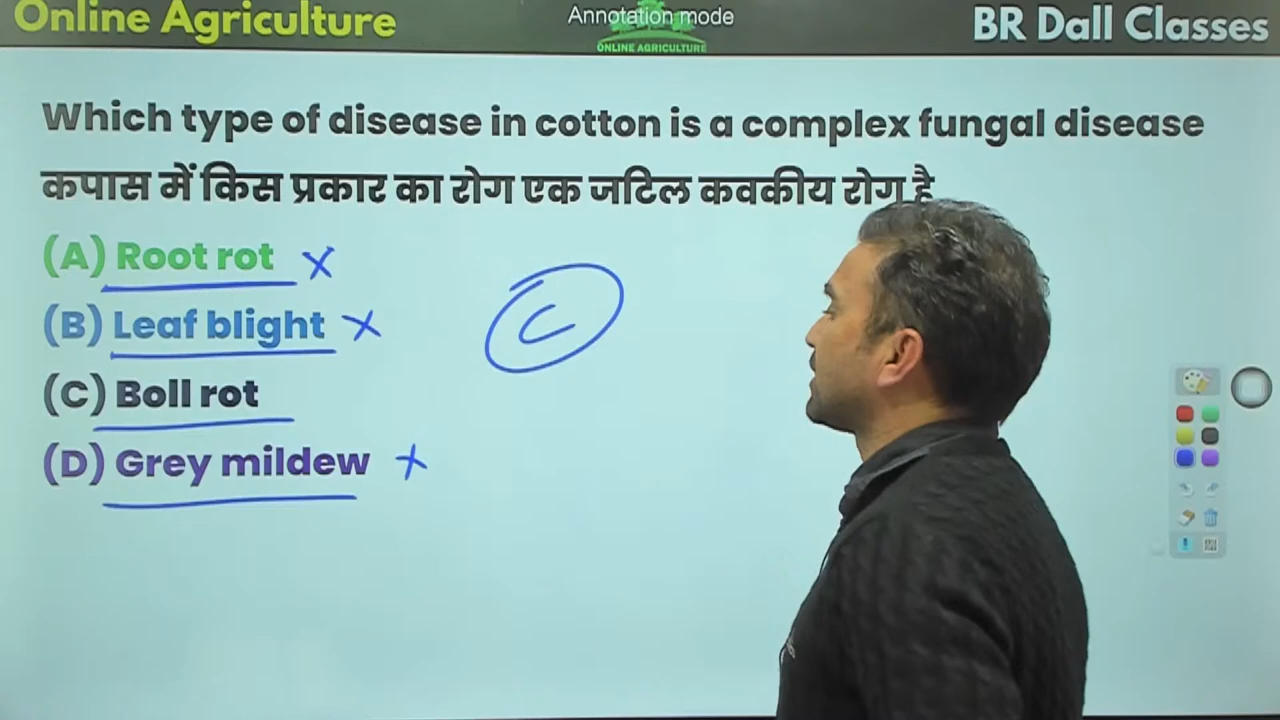 Online Agriculture
Annotation mode
ONLINE AGRICULTURE
BR Dall Classes
Which type of disease in cotton is a complex fungal disease
कपास में किस प्रकार का रोग एक जटिल कवकीय रोग है
(A) Root rot ×
(B) Leaf blight ×
C
(C) Boll rot
(D) Grey mildew ×